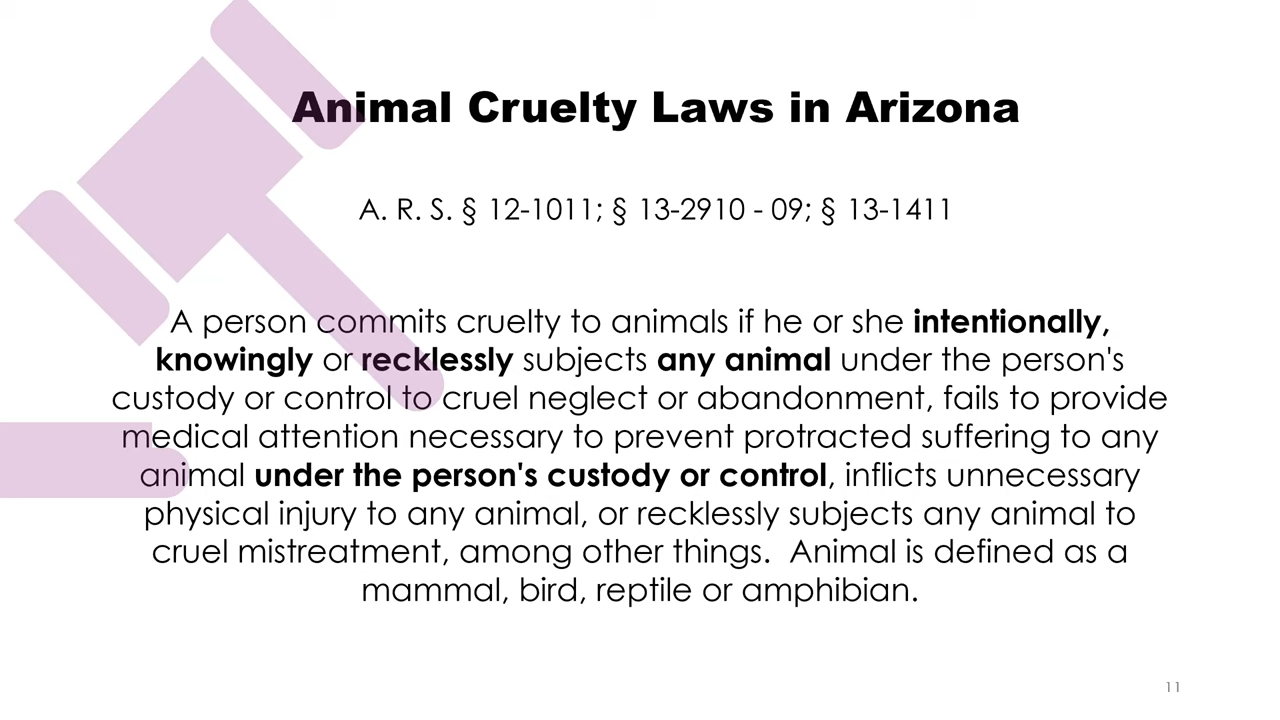 Animal Cruelty Laws in Arizona
A. R. S. § 12-1011; § 13-2910 - 09; § 13-1411
A person commits cruelty to animals if he or she intentionally,
knowingly or recklessly subjects any animal under the person's
custody or control to cruel neglect or abandonment, fails to provide
medical attention necessary to prevent protracted suffering to any
animal under the person's custody or control, inflicts unnecessary
physical injury to any animal, or recklessly subjects any animal to
cruel mistreatment, among other things.  Animal is defined as a
mammal, bird, reptile or amphibian.
11